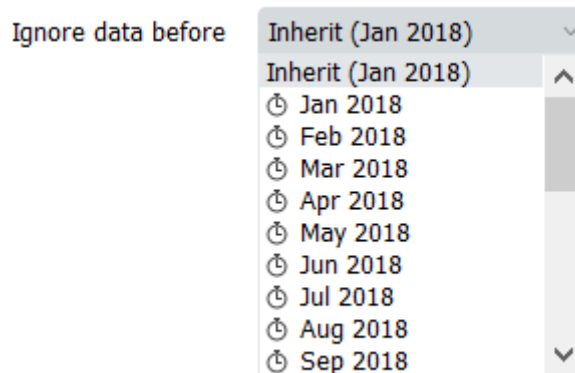 Ignore data before Inherit (Jan 2018)
Inherit (Jan 2018)
Jan 2018
Feb 2018
Mar 2018
Apr 2018
May 2018
Jun 2018
Jul 2018
Aug 2018
Sep 2018